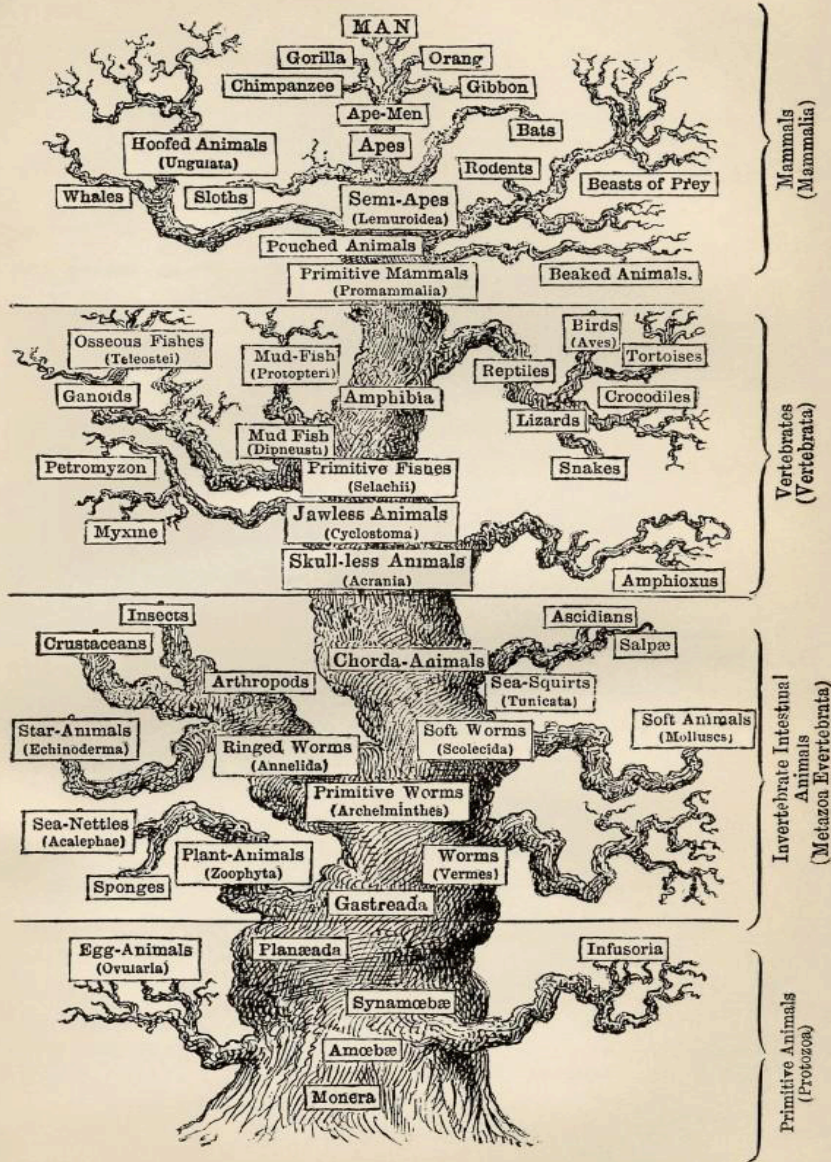 MAN
Gorilla
Orang
Chimpanzee
Gibbon
Ape-Men
Bats
Hoofed Animals
(Ungulata)
Apes
Rodents
Whales
Sloths
Semi-Apes
(Lemuroidea)
Beasts of Prey
Pouched Animals
Primitive Mammals
(Promammalia)
Beaked Animals.
Mammals
(Mammalia)
Osseous Fishes
(Teleostei)
Mud-Fish
(Protopteri)
Birds
(Aves)
Tortoises
Reptiles
Ganoids
Amphibia
Crocodiles
Lizards
Mud Fish
(Dipneusti)
Petromyzon
Primitive Fishes
(Selachii)
Snakes
Myxine
Jawless Animals
(Cyclostoma)
Skull-less Animals
(Acrania)
Amphioxus
Vertebrates
(Vertebrata)
Insects
Ascidians
Crustaceans
Salpæ
Arthropods
Chorda-Animals
Sea-Squirts
(Tunicata)
Star-Animals
(Echinoderma)
Ringed Worms
(Annelida)
Soft Worms
(Scolecida)
Soft Animals
(Molluscs)
Primitive Worms
(Archelminthes)
Sea-Nettles
(Acalephae)
Plant-Animals
(Zoophyta)
Worms
(Vermes)
Sponges
Gastreada
Invertebrate Intestinal
Animals
(Metazoa Evertebrata)
Egg-Animals
(Ovularia)
Planæada
Infusoria
Synamœbæ
Amœbæ
Monera
Primitive Animals
(Protozoa)